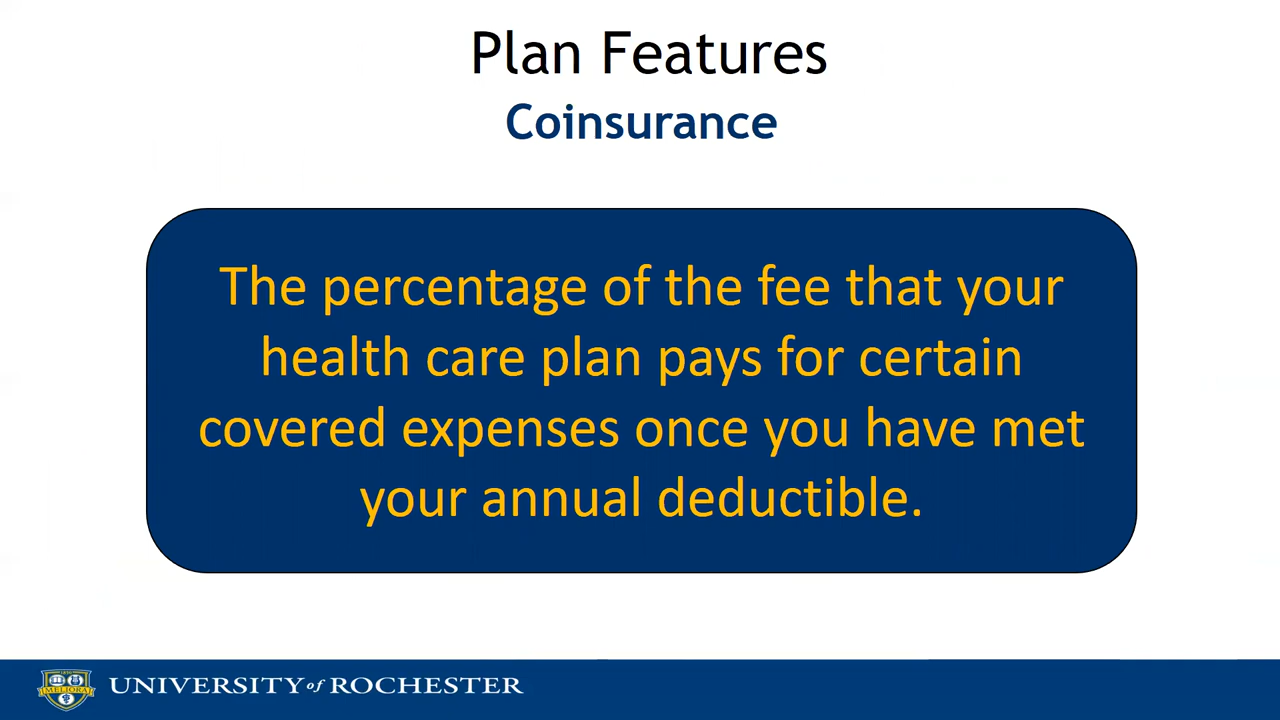 Plan Features
Coinsurance
The percentage of the fee that your
health care plan pays for certain
covered expenses once you have met
your annual deductible.
MELIORA
UNIVERSITY of ROCHESTER